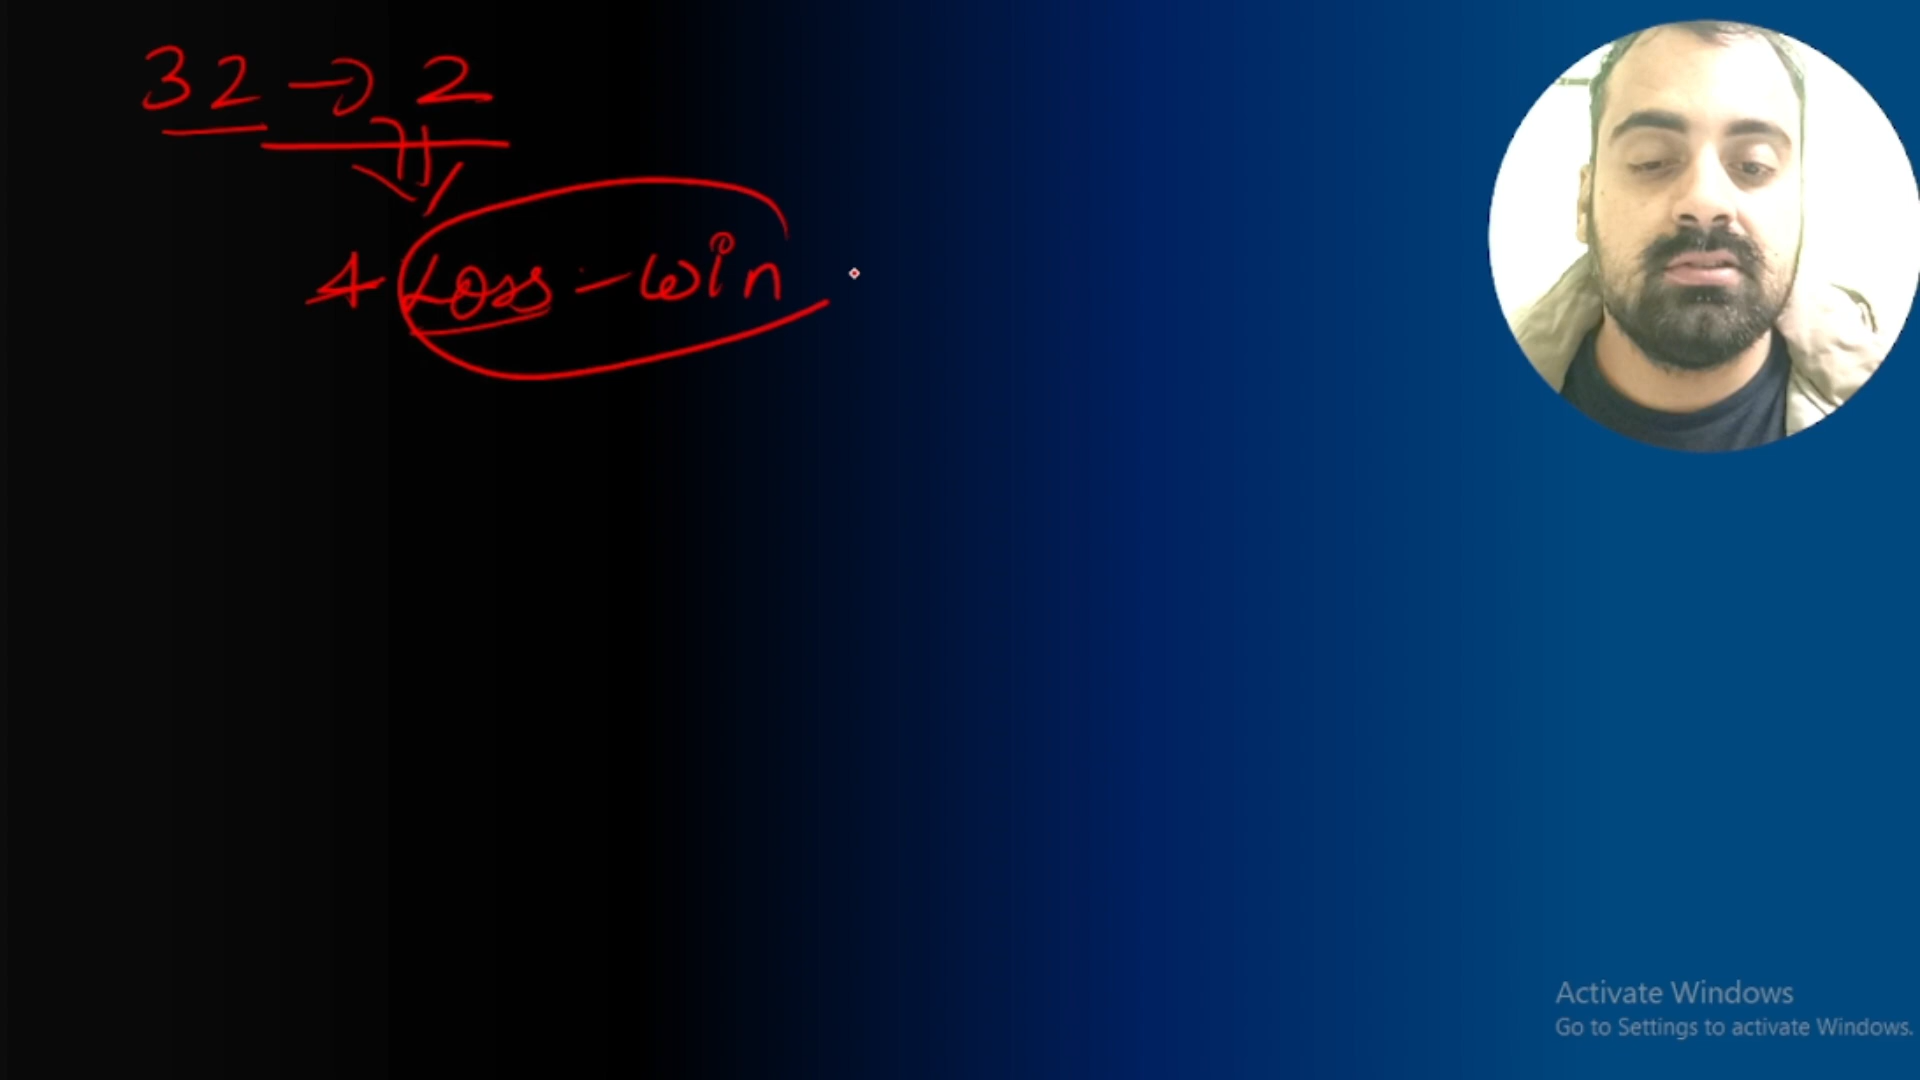 32 → 2
4 Loss - win
Activate Windows
Go to Settings to activate Windows.